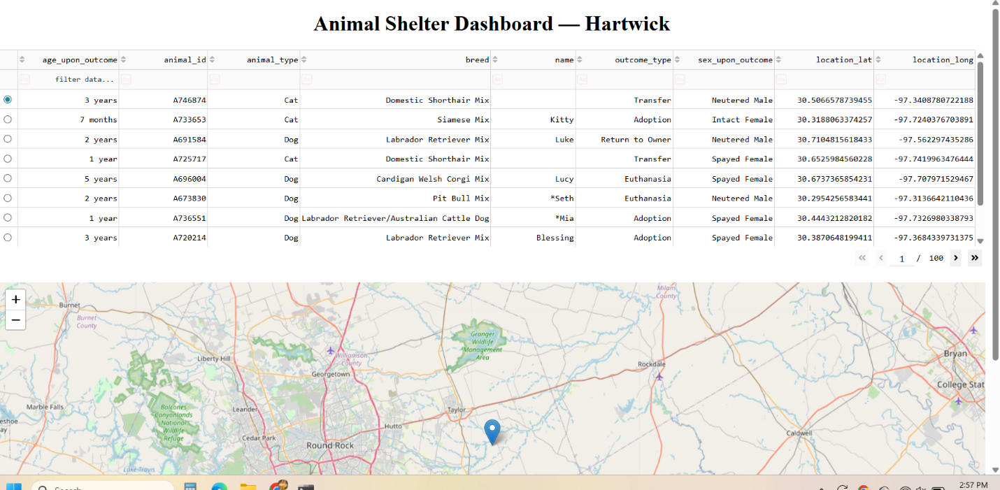 Animal Shelter Dashboard — Hartwick
age_upon_outcome animal_id animal_type breed name outcome_type sex_upon_outcome location_lat location_long
filter data...
3 years A746874 Cat Domestic Shorthair Mix Transfer Neutered Male 30.5066578739455 -97.3408780722188
7 months A733653 Cat Siamese Mix Kitty Adoption Intact Female 30.3188063374257 -97.7240376703891
2 years A691584 Dog Labrador Retriever Mix Luke Return to Owner Neutered Male 30.7104815618433 -97.562297435286
1 year A725717 Cat Domestic Shorthair Mix Transfer Spayed Female 30.6525984560228 -97.7419963476444
5 years A696004 Dog Cardigan Welsh Corgi Mix Lucy Euthanasia Spayed Female 30.6737365854231 -97.707971529467
2 years A673830 Dog Pit Bull Mix *Seth Euthanasia Neutered Male 30.2954256583441 -97.3136642110436
1 year A736551 Dog Labrador Retriever/Australian Cattle Dog *Mia Adoption Spayed Female 30.4443212820182 -97.7326980338793
3 years A720214 Dog Labrador Retriever Mix Blessing Adoption Spayed Female 30.3870648199411 -97.3684339731375
« ‹ 1 / 100 › »
+
−
Burnet
Burnet
County
Milam
County
Granger
Wildlife
Management
Area
Liberty Hill
Williamson
County
Georgetown
Rockdale
Bryan
College Stat
Marble Falls
Leander
Balcones
Canyonlands
National
Wildlife
Refuge
Taylor
Hutto
eshoe
ay
Cedar Park
Round Rock
Caldwell
Lake Travis
Search
2:57 PM